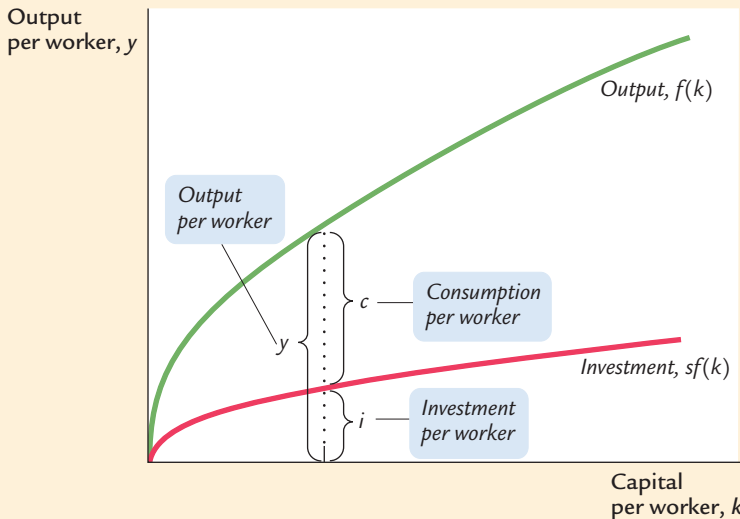 Output
per worker, y
Output, f(k)
Output
per worker
c
Consumption
per worker
y
Investment, sf(k)
i
Investment
per worker
Capital
per worker, k